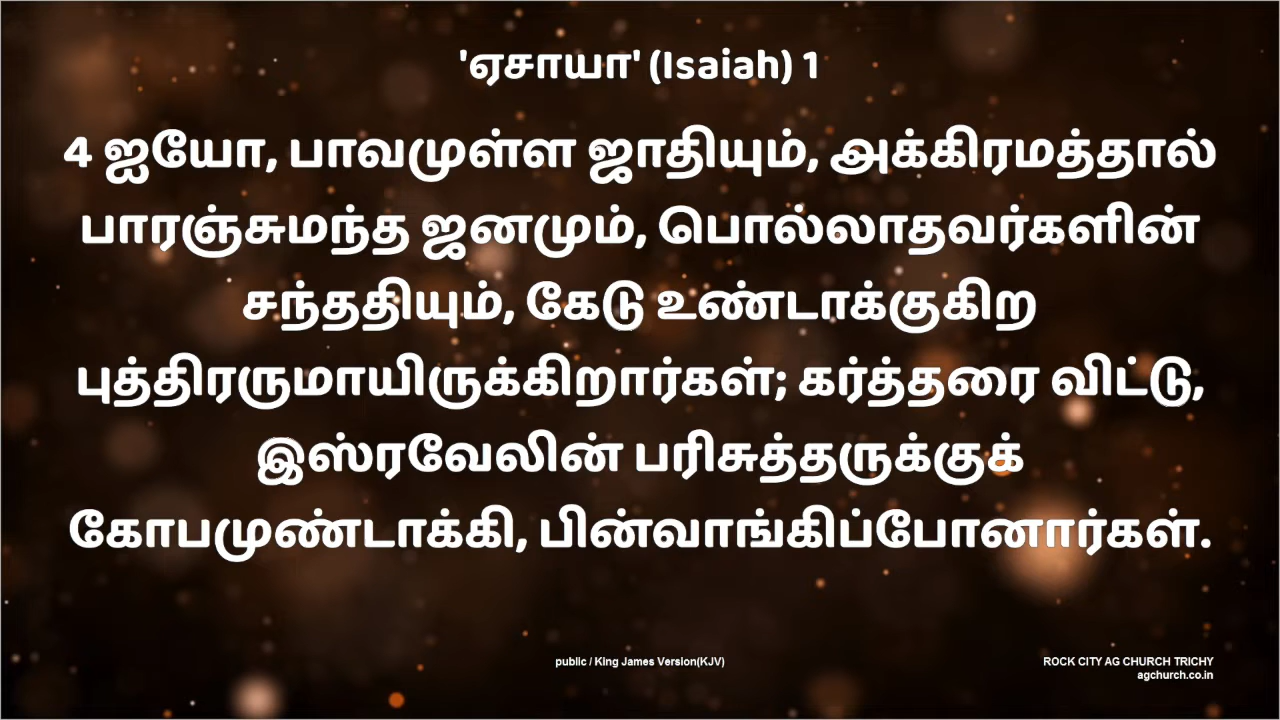 'ஏசாயா' (Isaiah) 1
4 ஐயோ, பாவமுள்ள ஜாதியும், அக்கிரமத்தால்
பாரஞ்சுமந்த ஜனமும், பொல்லாதவர்களின்
சந்ததியும், கேடு உண்டாக்குகிற
புத்திரருமாயிருக்கிறார்கள்; கர்த்தரை விட்டு,
இஸ்ரவேலின் பரிசுத்தருக்குக்
கோபமுண்டாக்கி, பின்வாங்கிப்போனார்கள்.
public / King James Version(KJV)
ROCK CITY AG CHURCH TRICHY
agchurch.co.in